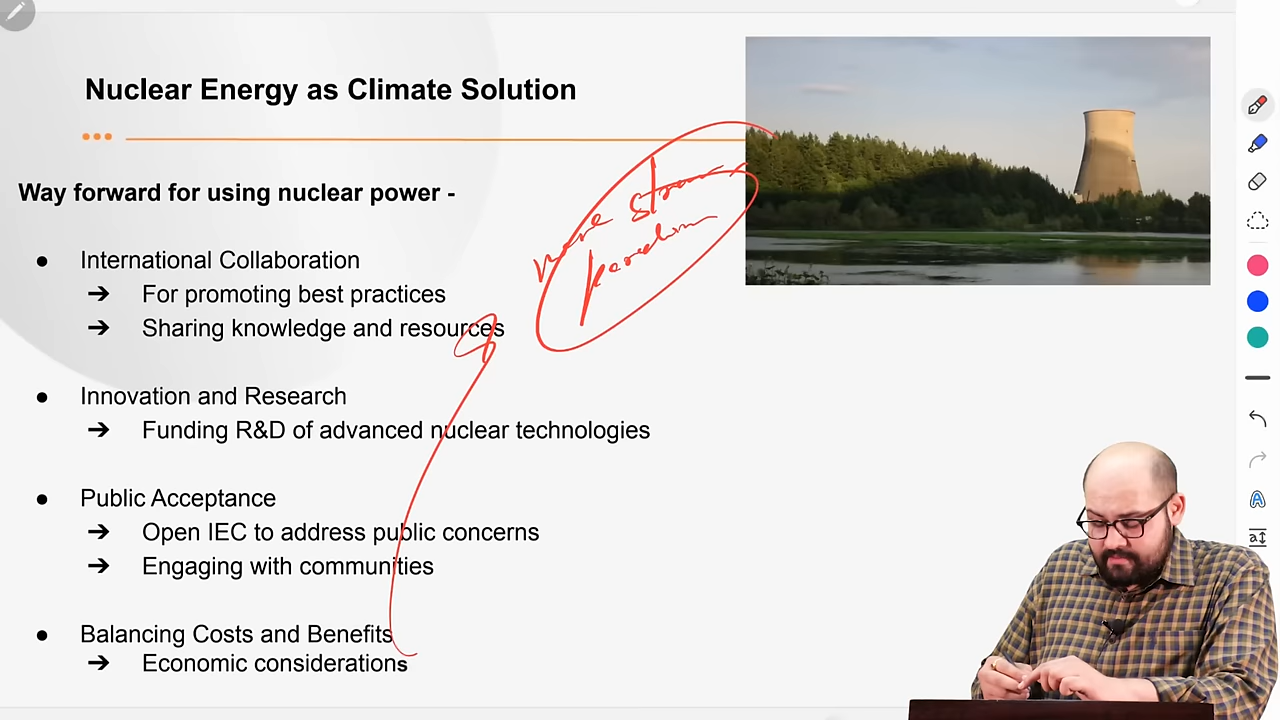 Nuclear Energy as Climate Solution
Way forward for using nuclear power -
● International Collaboration
➔ For promoting best practices
➔ Sharing knowledge and resources
● Innovation and Research
➔ Funding R&D of advanced nuclear technologies
● Public Acceptance
➔ Open IEC to address public concerns
➔ Engaging with communities
● Balancing Costs and Benefits
➔ Economic considerations